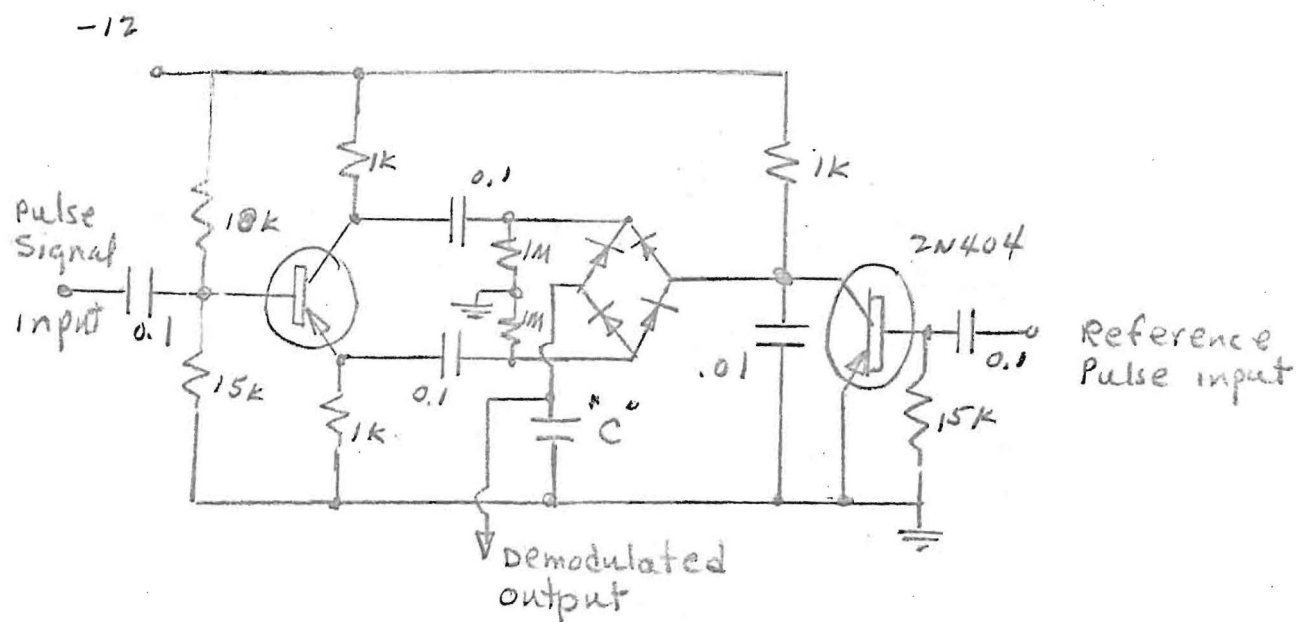 -12
1K
0.1
1K
Pulse
Signal
input
18K
0.1
1M
1M
2N404
0.1
Reference
Pulse input
15K
0.1
.01
15K
1K
"C"
Demodulated
output